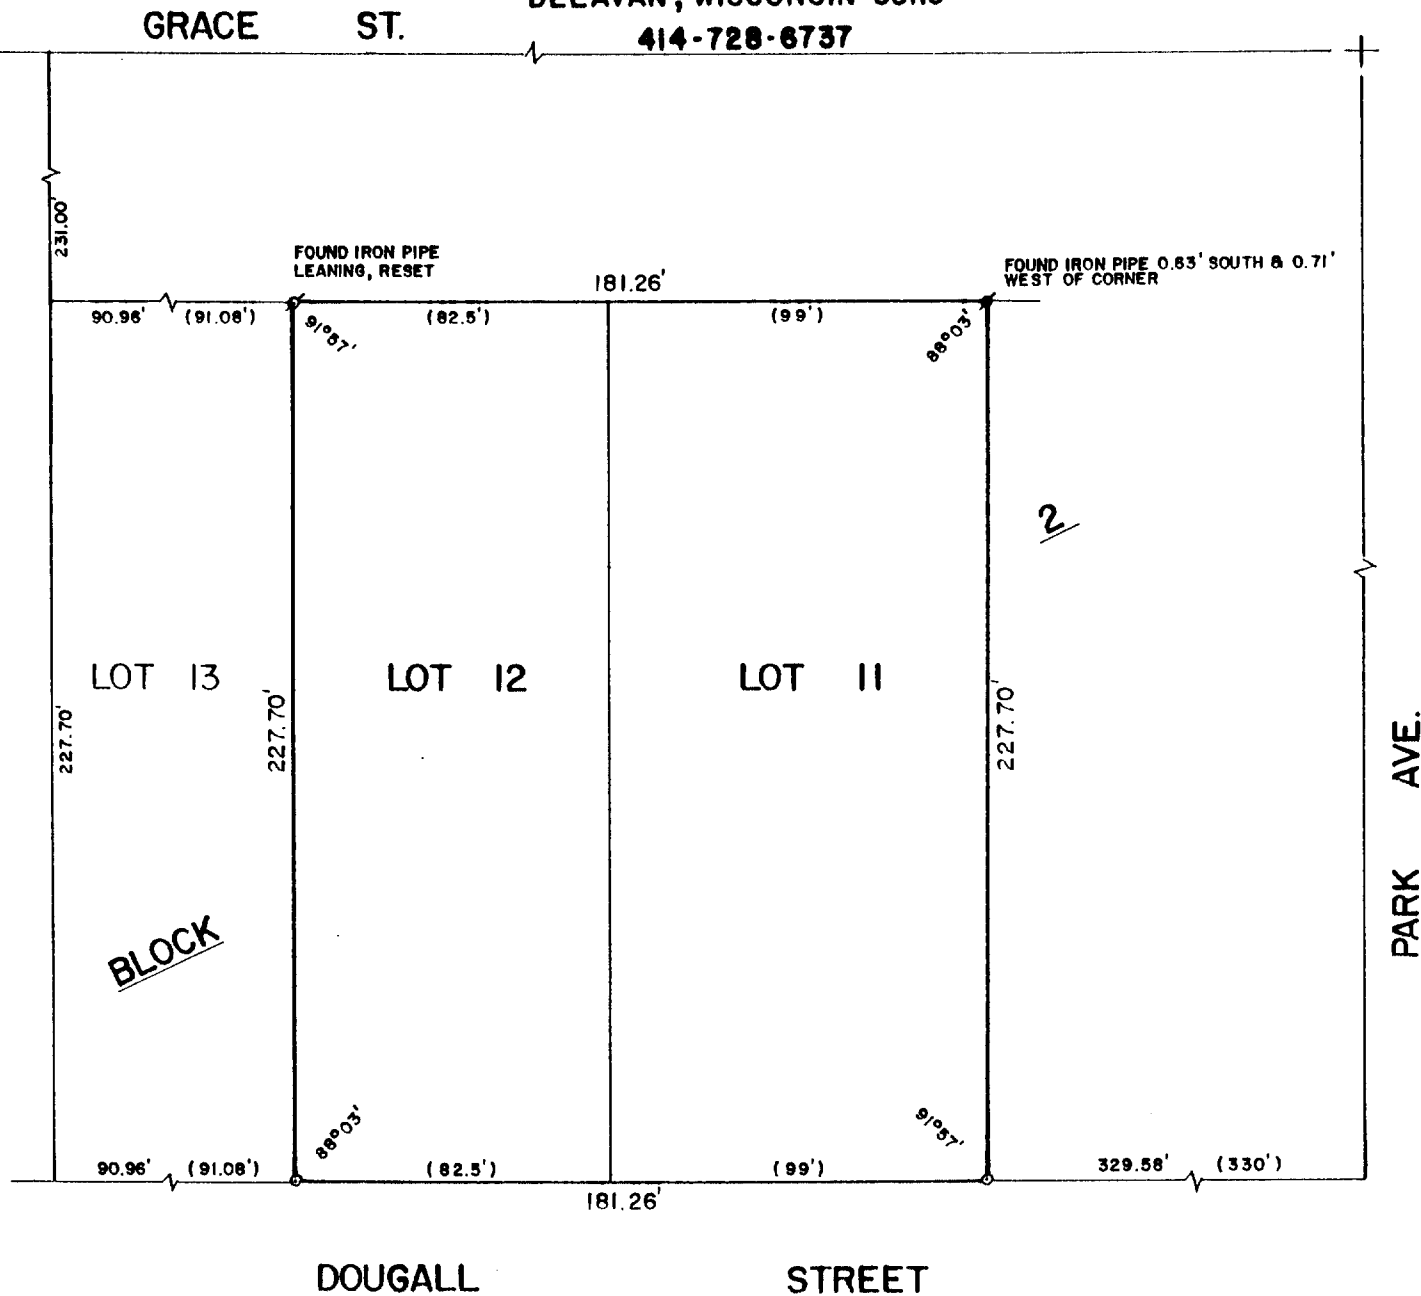 GRACE ST.
414-728-6737
231.00'
FOUND IRON PIPE
LEANING, RESET
181.26'
FOUND IRON PIPE 0.63' SOUTH & 0.71'
WEST OF CORNER
90.96' (91.08')
91°57'
(82.5')
(99')
88°03'
2
LOT 13
LOT 12
LOT 11
227.70'
227.70'
227.70'
PARK AVE.
BLOCK
88°03'
91°57'
90.96' (91.08')
(82.5')
(99')
329.58' (330')
181.26'
DOUGALL STREET